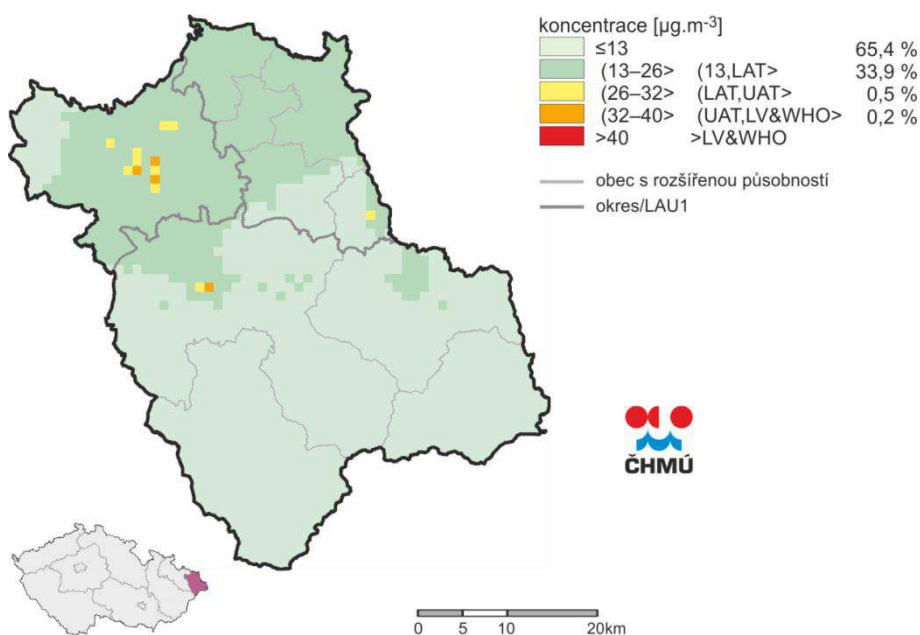 koncentrace [µg.m-3]
≤13 65,4 %
(13–26> (13,LAT> 33,9 %
(26–32> (LAT,UAT> 0,5 %
(32–40> (UAT,LV&WHO> 0,2 %
>40 >LV&WHO
obec s rozšířenou působností
okres/LAU1
ČHMÚ
0 5 10 20km